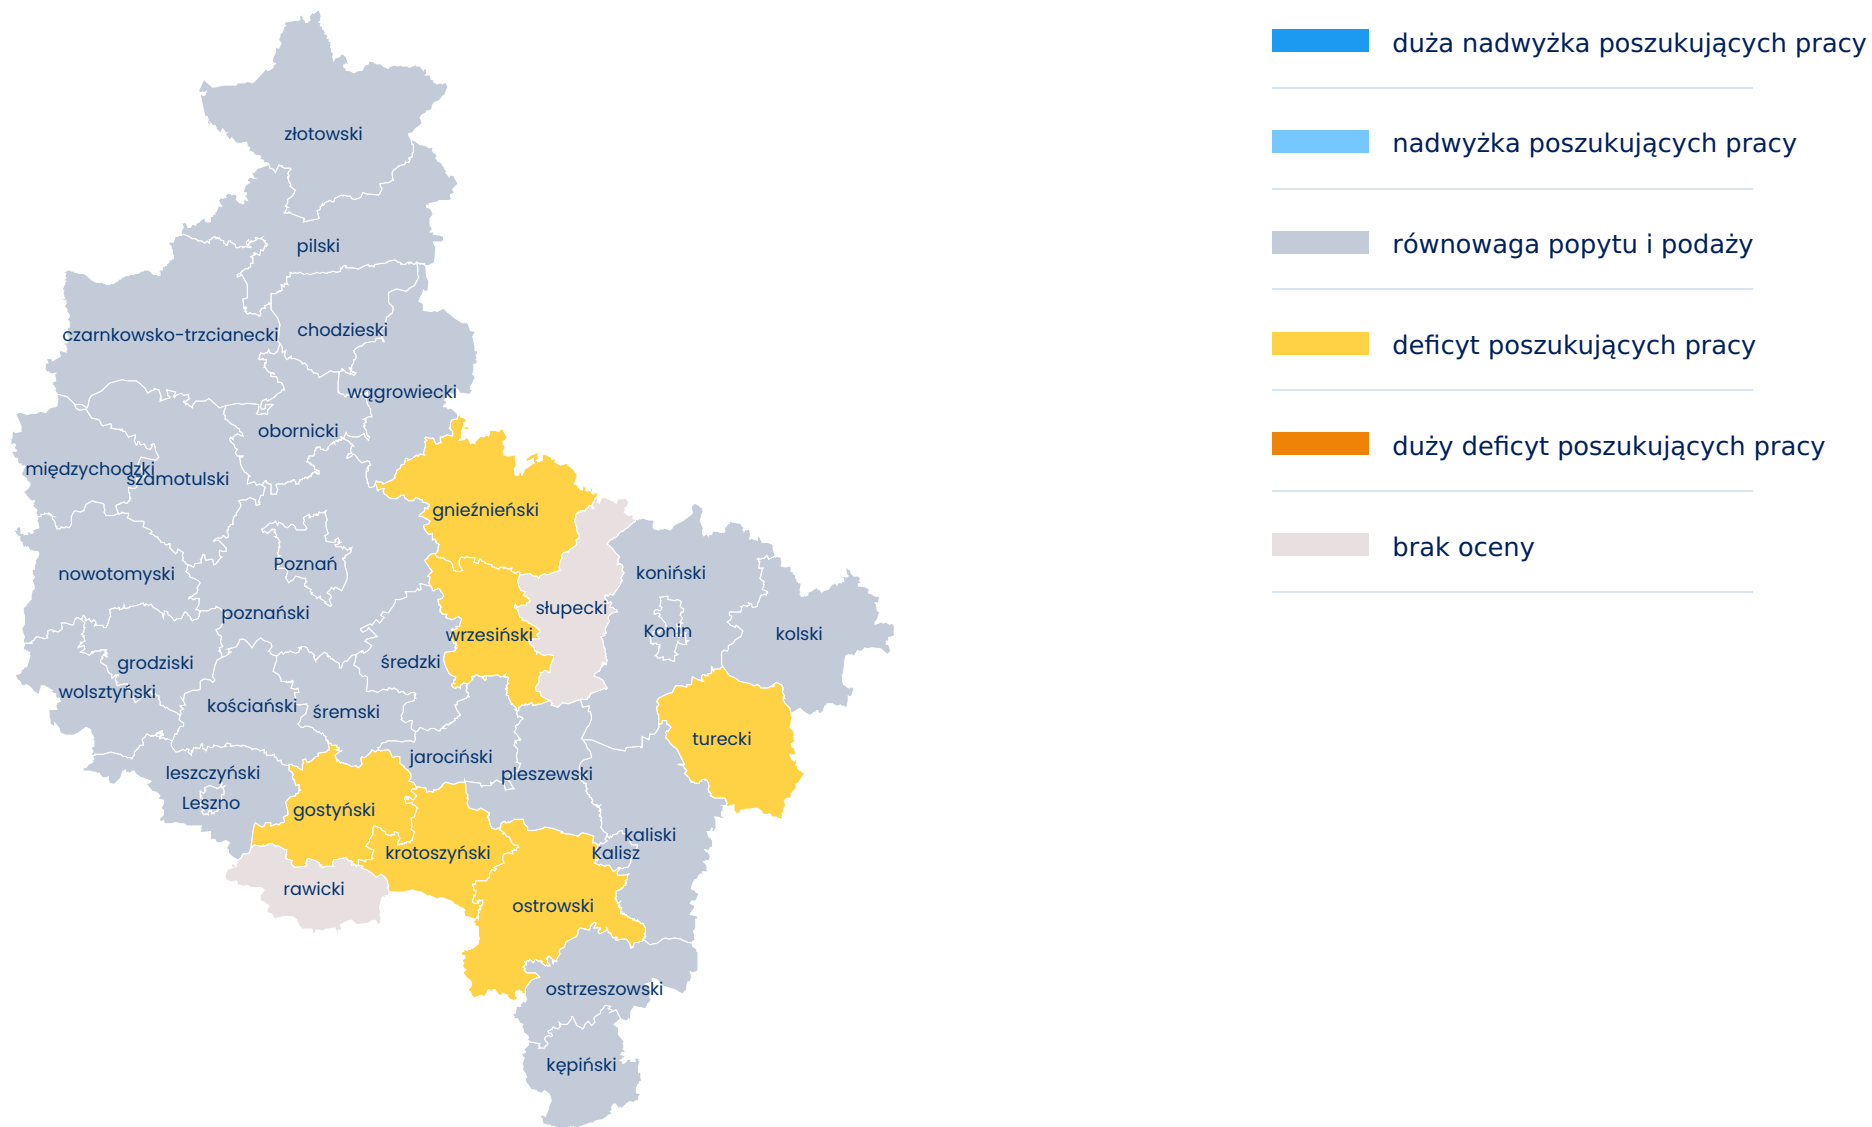 złotowski
pilski
czarnkowsko-trzcianecki
chodzieski
wągrowiecki
obornicki
międzychodzki
szamotulski
gnieźnieński
Poznań
nowotomyski
koniński
słupecki
poznański
Konin
kolski
wrzesiński
średzki
grodziski
wolsztyński
kościański
śremski
turecki
jarociński
leszczyński
pleszewski
Leszno
gostyński
kaliski
Kalisz
krotoszyński
rawicki
ostrowski
ostrzeszowski
kępiński
duża nadwyżka poszukujących pracy
nadwyżka poszukujących pracy
równowaga popytu i podaży
deficyt poszukujących pracy
duży deficyt poszukujących pracy
brak oceny